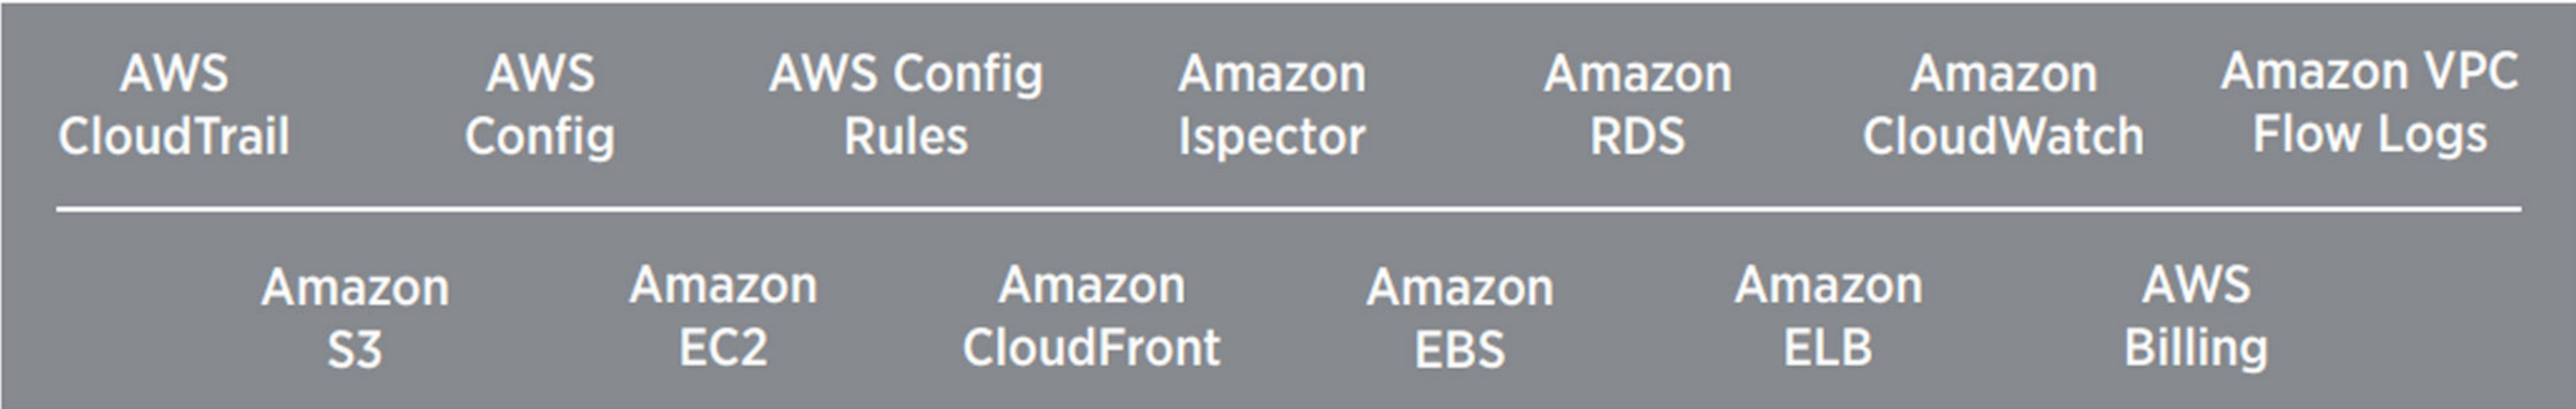 AWS
CloudTrail
AWS
Config
AWS Config
Rules
Amazon
Ispector
Amazon
RDS
Amazon
CloudWatch
Amazon VPC
Flow Logs
Amazon
S3
Amazon
EC2
Amazon
CloudFront
Amazon
EBS
Amazon
ELB
AWS
Billing